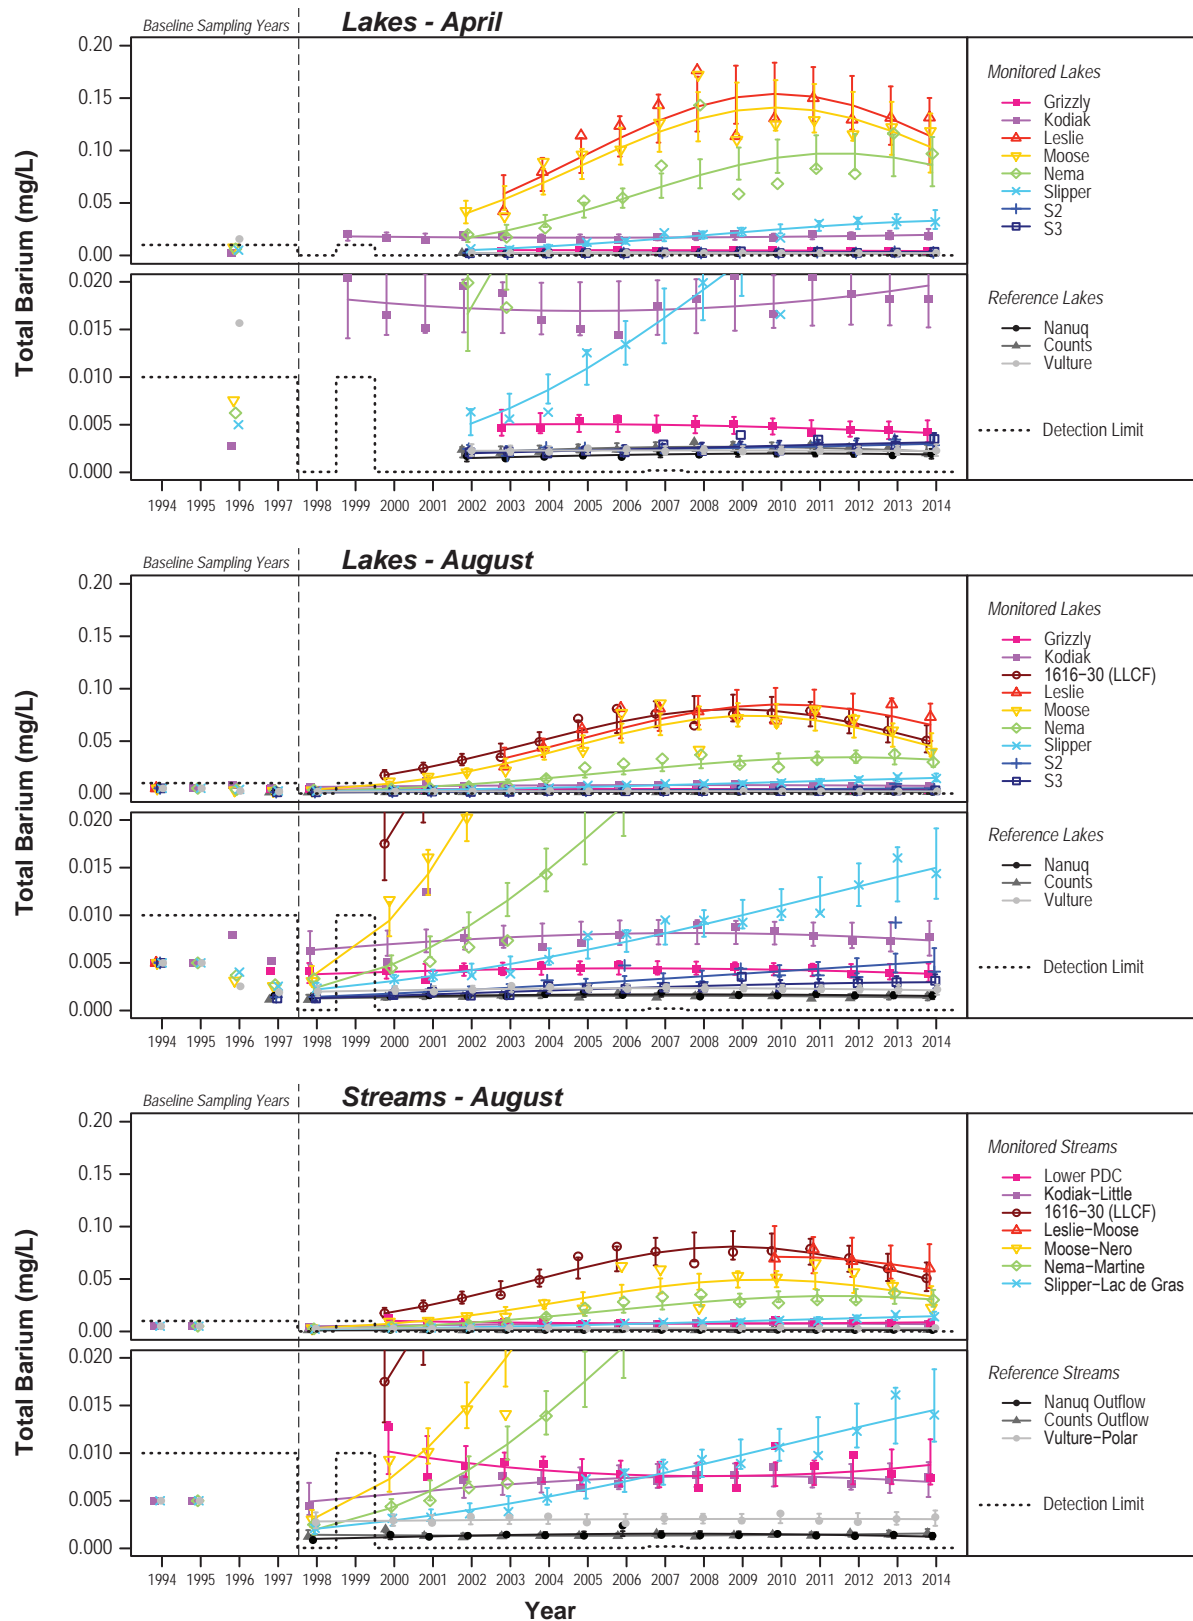 Baseline Sampling Years
Lakes - April
Total Barium (mg/L)
0.20
0.15
0.10
0.05
0.00
0.020
0.015
0.010
0.005
0.000
1994 1995 1996 1997 1998 1999 2000 2001 2002 2003 2004 2005 2006 2007 2008 2009 2010 2011 2012 2013 2014
Monitored Lakes
Grizzly
Kodiak
Leslie
Moose
Nema
Slipper
S2
S3
Reference Lakes
Nanuq
Counts
Vulture
Detection Limit
Baseline Sampling Years
Lakes - August
Total Barium (mg/L)
0.20
0.15
0.10
0.05
0.00
0.020
0.015
0.010
0.005
0.000
1994 1995 1996 1997 1998 1999 2000 2001 2002 2003 2004 2005 2006 2007 2008 2009 2010 2011 2012 2013 2014
Monitored Lakes
Grizzly
Kodiak
1616-30 (LLCF)
Leslie
Moose
Nema
Slipper
S2
S3
Reference Lakes
Nanuq
Counts
Vulture
Detection Limit
Baseline Sampling Years
Streams - August
Total Barium (mg/L)
0.20
0.15
0.10
0.05
0.00
0.020
0.015
0.010
0.005
0.000
1994 1995 1996 1997 1998 1999 2000 2001 2002 2003 2004 2005 2006 2007 2008 2009 2010 2011 2012 2013 2014
Year
Monitored Streams
Lower PDC
Kodiak-Little
1616-30 (LLCF)
Leslie-Moose
Moose-Nero
Nema-Martine
Slipper-Lac de Gras
Reference Streams
Nanuq Outflow
Counts Outflow
Vulture-Polar
Detection Limit